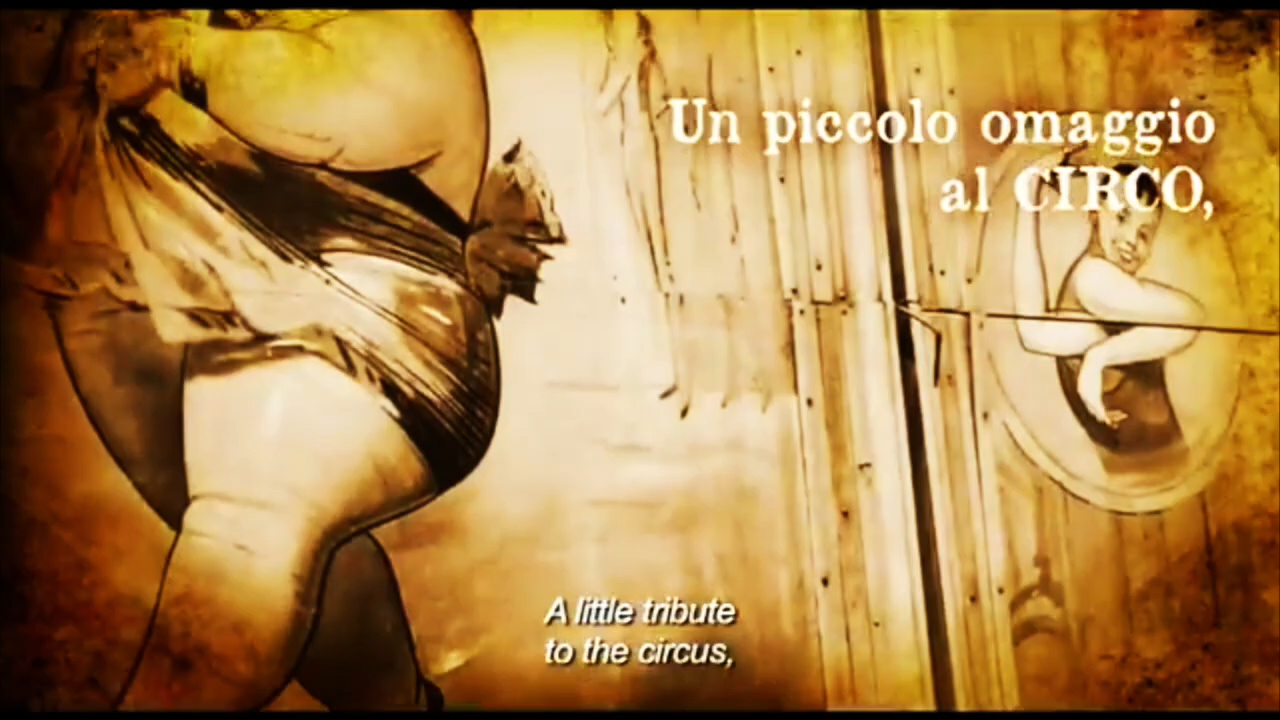 Un piccolo omaggio
al CIRCO,
A little tribute
to the circus,